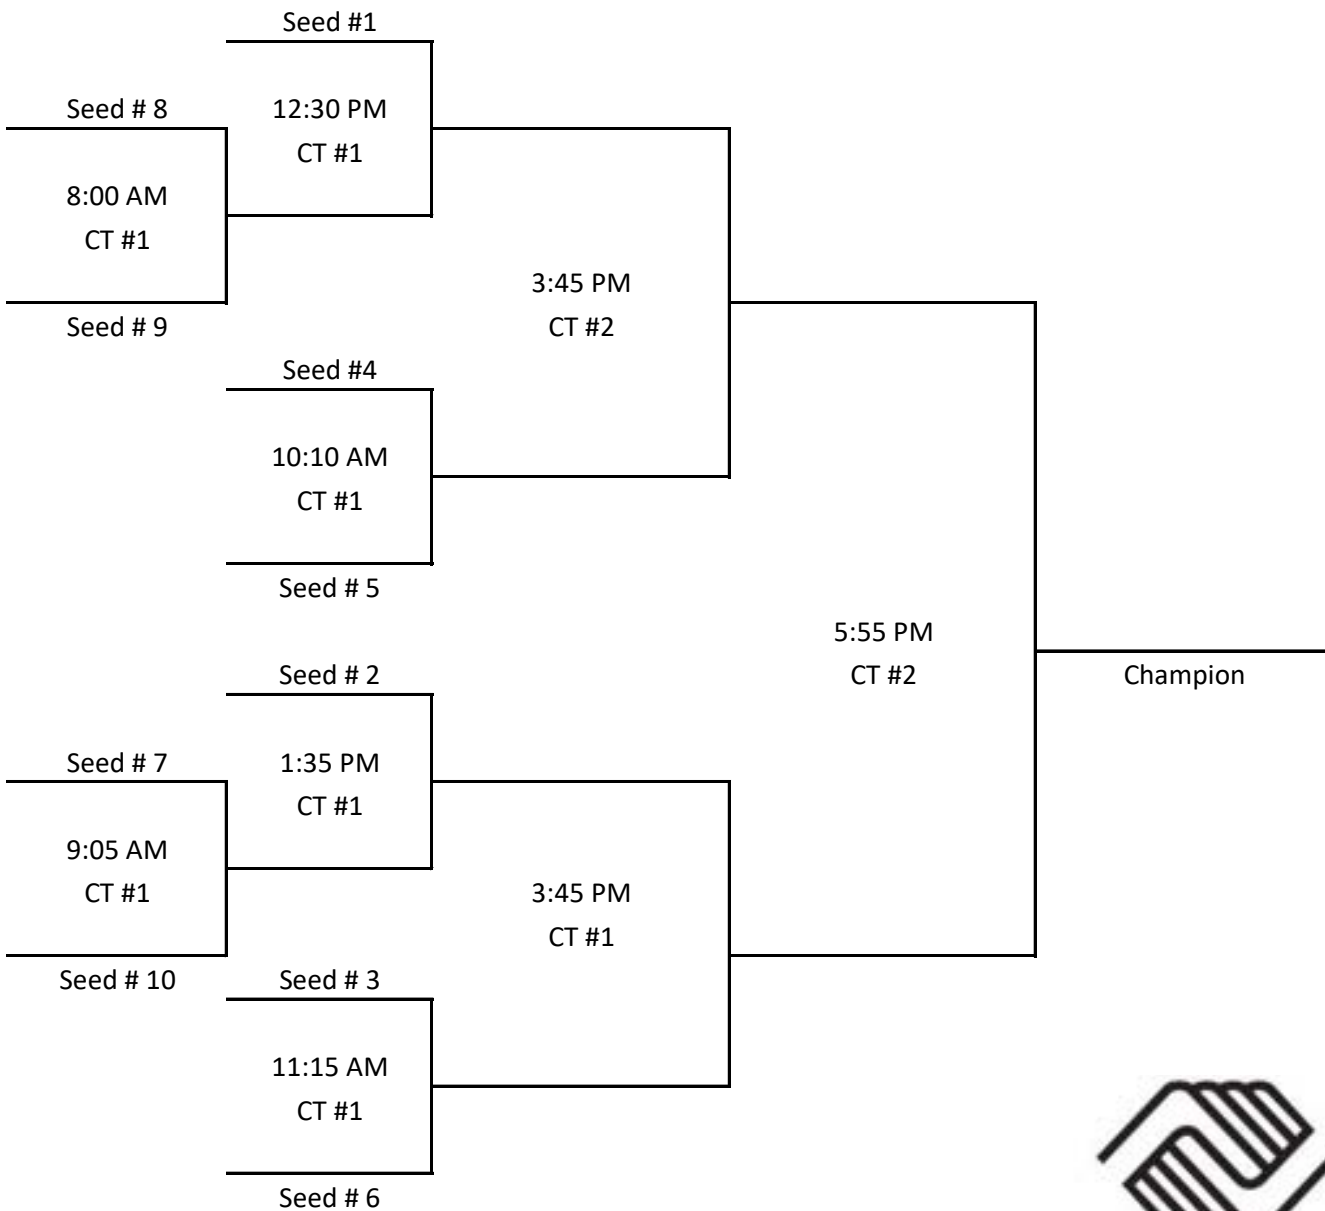 Seed #1
Seed # 8
12:30 PM
CT #1
8:00 AM
CT #1
Seed # 9
3:45 PM
CT #2
Seed #4
10:10 AM
CT #1
Seed # 5
5:55 PM
CT #2
Champion
Seed # 2
Seed # 7
1:35 PM
CT #1
9:05 AM
CT #1
3:45 PM
CT #1
Seed # 10
Seed # 3
11:15 AM
CT #1
Seed # 6